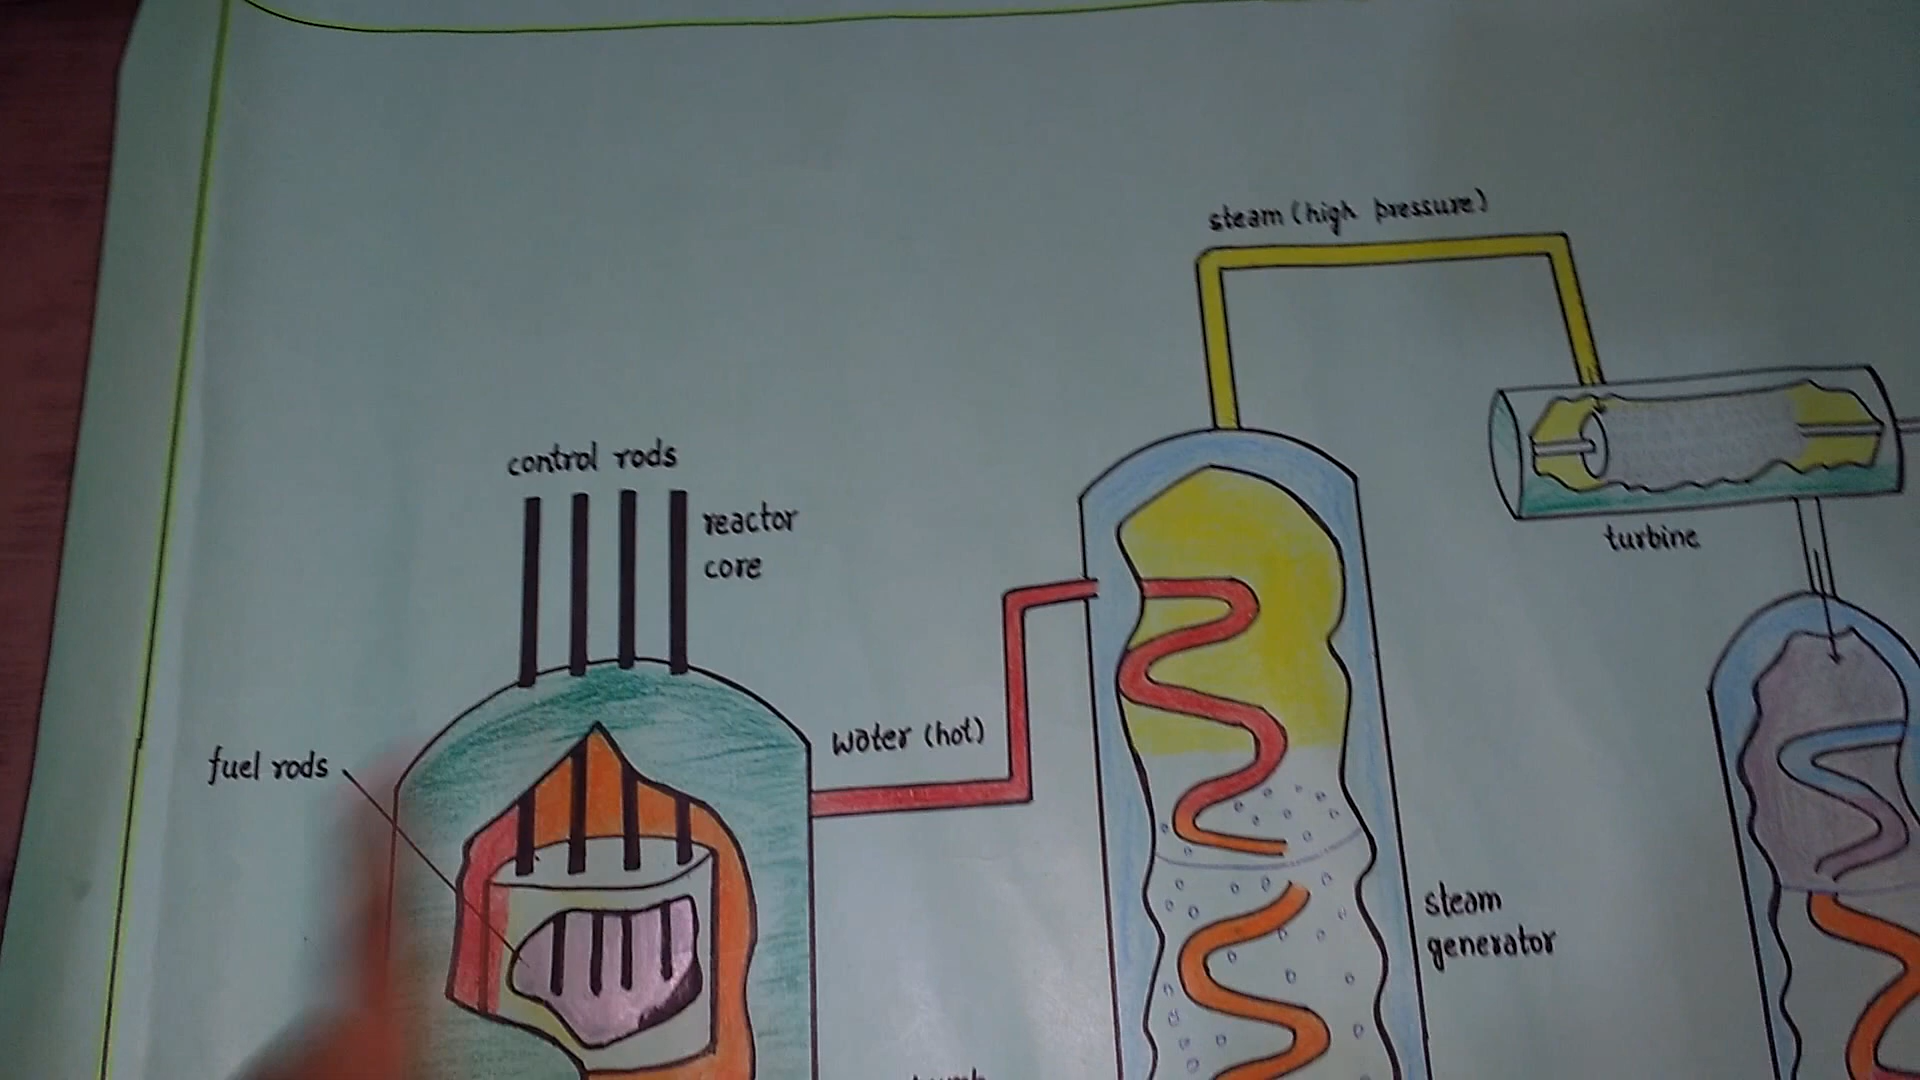 steam (high pressure)
control rods
reactor
core
turbine
water (hot)
fuel rods
steam
generator